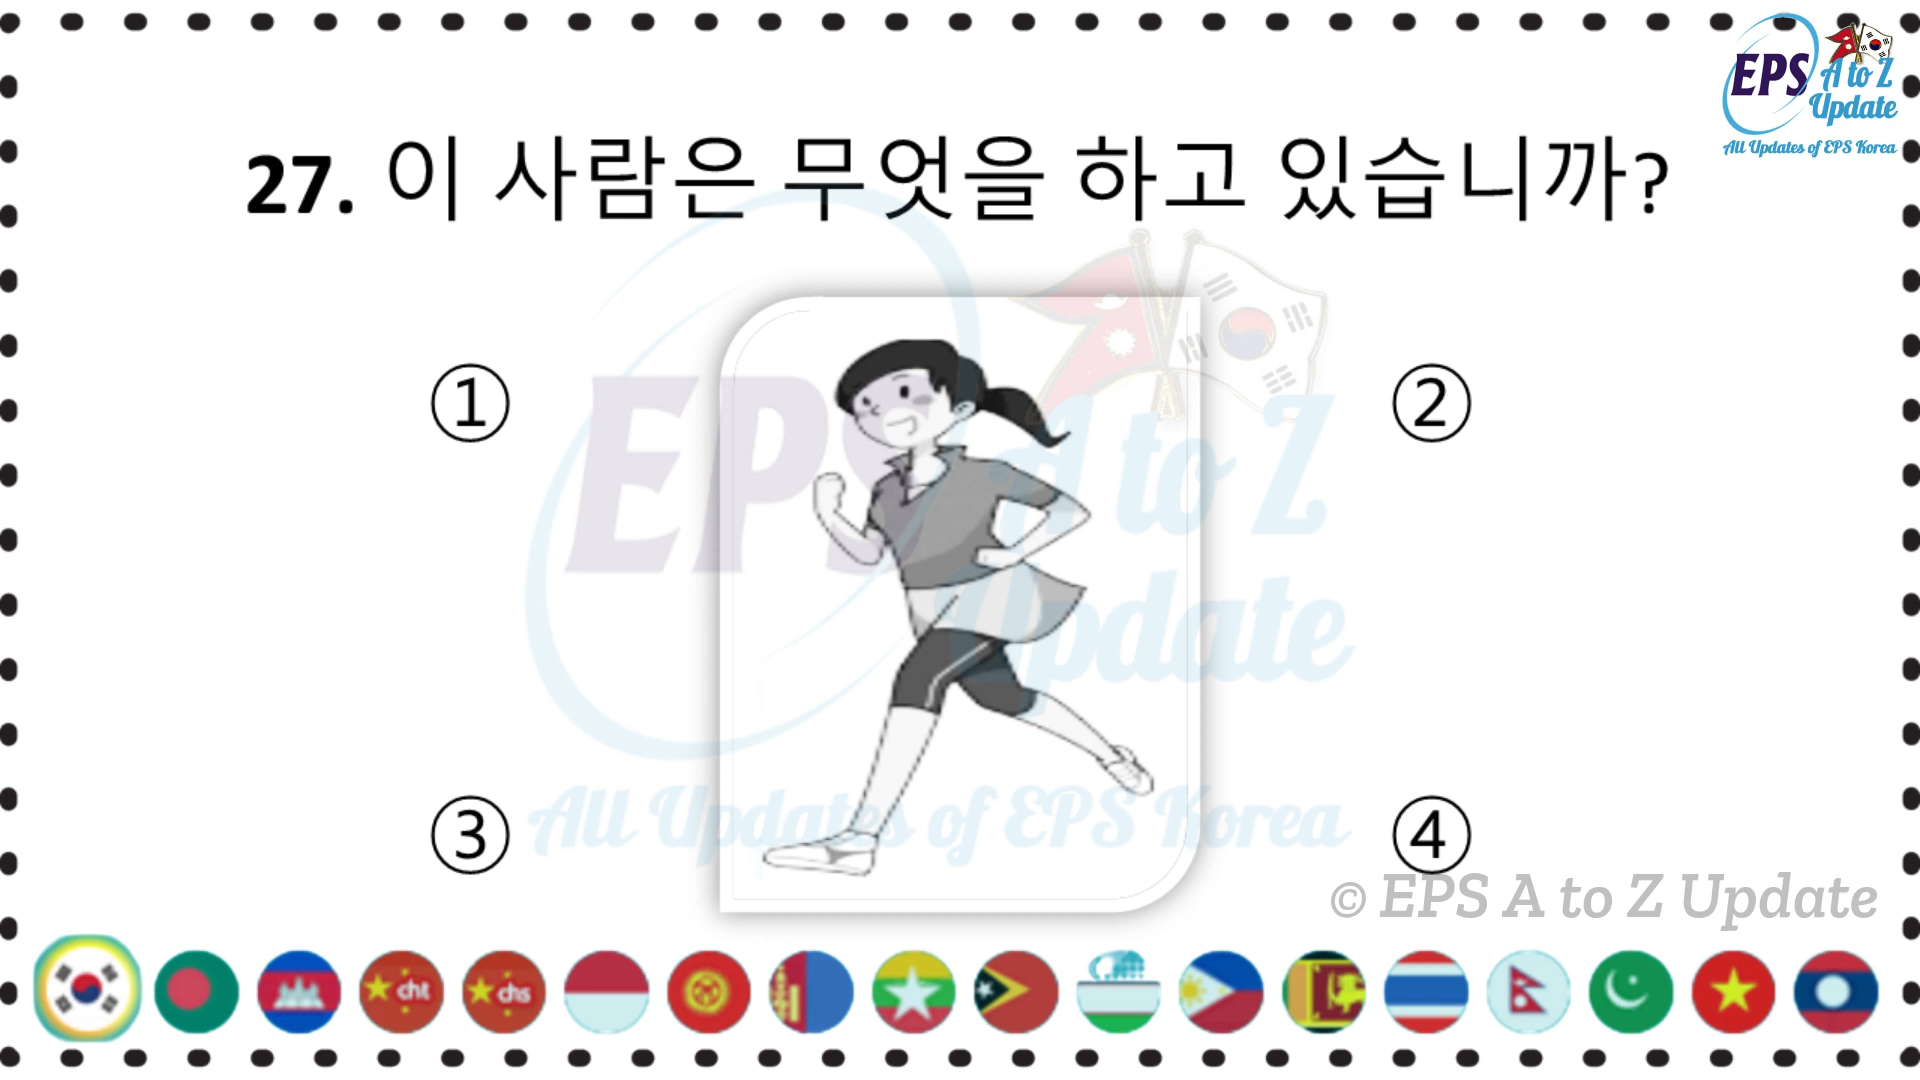 EPS A to Z
Update
All Updates of EPS Korea
27. 이 사람은 무엇을 하고 있습니까?
①
②
EPS A to Z
Update
All Updates of EPS Korea
③
④
© EPS A to Z Update
cht
chs